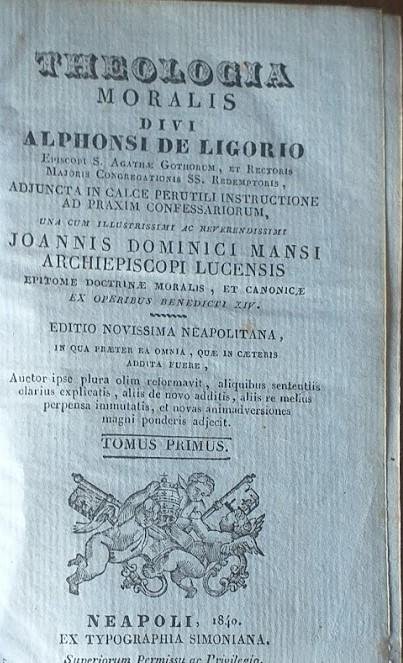 THEOLOGIA
MORALIS
DIVI
ALPHONSI DE LIGORIO
EPISCOPI S. AGATHÆ GOTHORUM, ET RECTORIS
MAJORIS CONGREGATIONIS SS. REDEMPTORIS,
ADJUNCTA IN CALCE PERUTILI INSTRUCTIONE
AD PRAXIM CONFESSARIORUM,
UNA CUM ILLUSTRISSIMI AC REVERENDISSIMI
JOANNIS DOMINICI MANSI
ARCHIEPISCOPI LUCENSIS
EPITOME DOCTRINÆ MORALIS, ET CANONICÆ
EX OPERIBUS BENEDICTI XIV.
EDITIO NOVISSIMA NEAPOLITANA,
IN QUA PRÆTER EA OMNIA, QUÆ IN CÆTERIS
ADDITA FUERE,
Auctor ipse plura olim reformavit, aliquibus sententiis
clarius explicatis, aliis de novo additis, aliis re melius
perpensa immutatis, et novas animadversiones
magni ponderis adjecit.
TOMUS PRIMUS.
NEAPOLI, 1840.
EX TYPOGRAPHIA SIMONIANA.
Superiorum Permissu ac Privilegio.